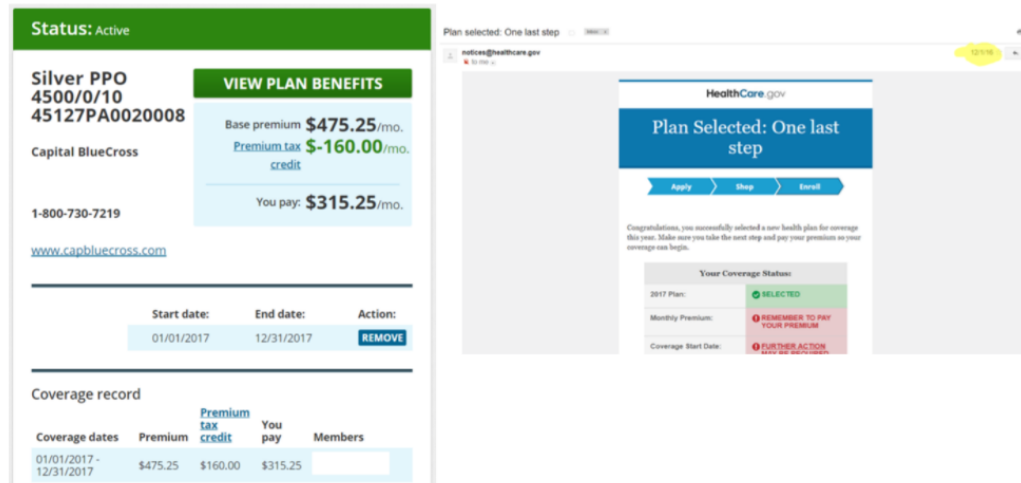 Status: Active
Silver PPO
4500/0/10
45127PA0020008
Capital BlueCross
1-800-730-7219
www.capbluecross.com
VIEW PLAN BENEFITS
Base premium $475.25/mo.
Premium tax $-160.00/mo.
credit
You pay: $315.25/mo.
Start date: End date: Action:
01/01/2017 12/31/2017 REMOVE
Coverage record
Coverage dates Premium Premium tax credit You pay Members
01/01/2017 -
12/31/2017 $475.25 $160.00 $315.25
Plan selected: One last step
notices@healthcare.gov
to me
12/1/16
HealthCare.gov
Plan Selected: One last
step
Apply Shop Enroll
Congratulations, you successfully selected a new health plan for coverage
this year. Make sure you take the next step and pay your premium so your
coverage can begin.
Your Coverage Status:
2017 Plan: SELECTED
Monthly Premium: REMEMBER TO PAY
YOUR PREMIUM
Coverage Start Date: FURTHER ACTION
MAY BE REQUIRED